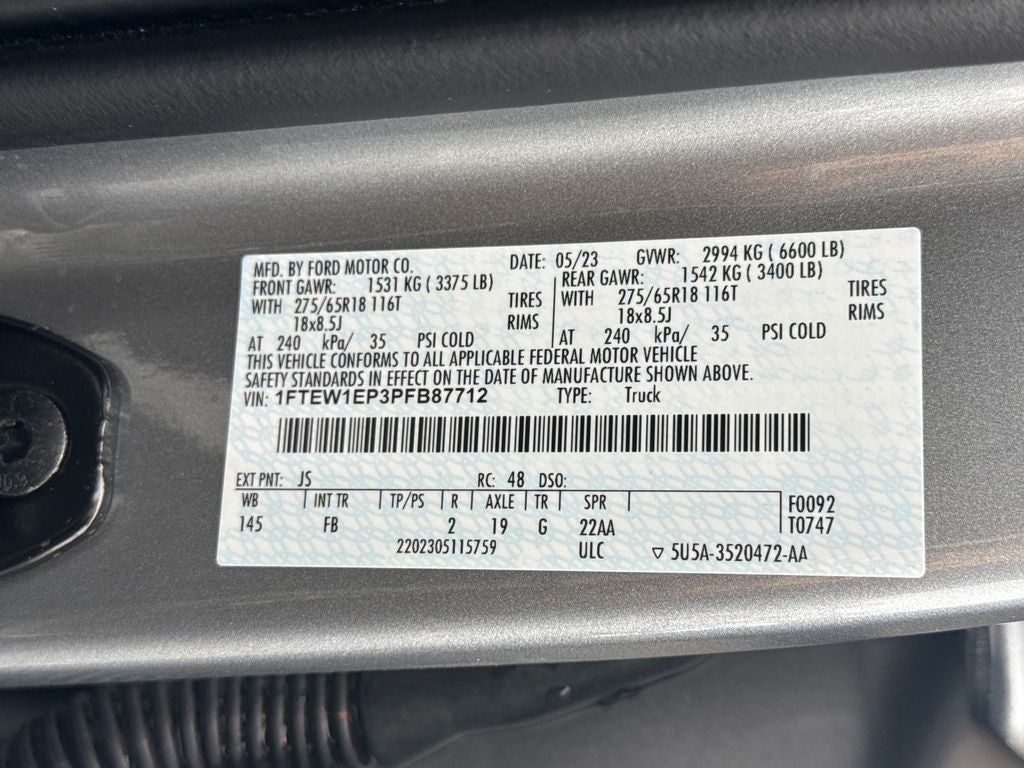 MFD. BY FORD MOTOR CO. DATE: 05/23 GVWR: 2994 KG ( 6600 LB)
FRONT GAWR: 1531 KG ( 3375 LB) REAR GAWR: 1542 KG ( 3400 LB)
WITH 275/65R18 116T TIRES WITH 275/65R18 116T TIRES
18x8.5J RIMS 18x8.5J RIMS
AT 240 kPa/ 35 PSI COLD AT 240 kPa/ 35 PSI COLD
THIS VEHICLE CONFORMS TO ALL APPLICABLE FEDERAL MOTOR VEHICLE
SAFETY STANDARDS IN EFFECT ON THE DATE OF MANUFACTURE SHOWN ABOVE.
VIN: 1FTEW1EP3PFB87712 TYPE: Truck
EXT PNT: JS RC: 48 DSO:
WB INT TR TP/PS R AXLE TR SPR F0092
145 FB 2 19 G 22AA T0747
2202305115759 ULC ▽ 5U5A-3520472-AA